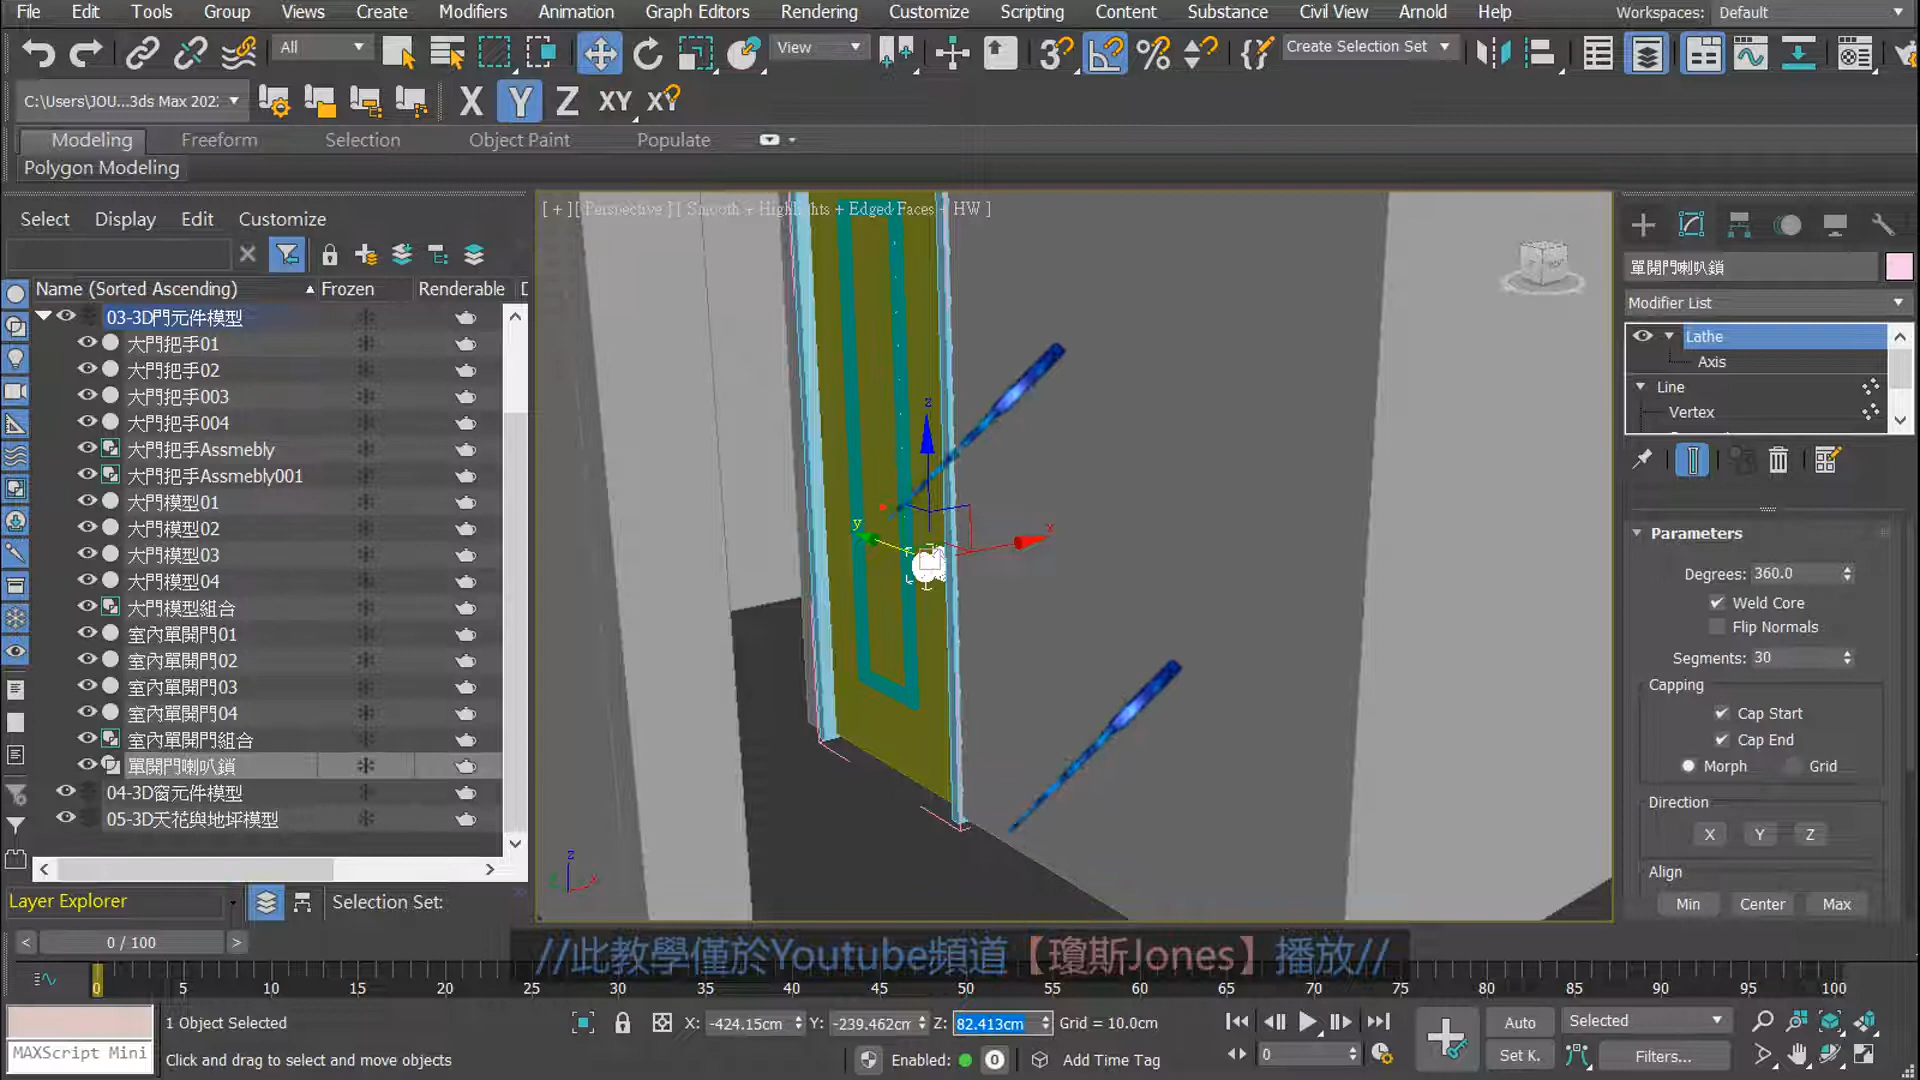 File Edit Tools Group Views Create Modifiers Animation Graph Editors Rendering Customize Scripting Content Substance Civil View Arnold Help Workspaces: Default
All View Create Selection Set
C:\Users\JOU...3ds Max 202 X Y Z XY XY
Modeling Freeform Selection Object Paint Populate
Polygon Modeling
Select Display Edit Customize
Name (Sorted Ascending) Frozen Renderable
03-3D門元件模型
大門把手01
大門把手02
大門把手003
大門把手004
大門把手Assmebly
大門把手Assmebly001
大門模型01
大門模型02
大門模型03
大門模型04
大門模型組合
室內單開門01
室內單開門02
室內單開門03
室內單開門04
室內單開門組合
單開門喇叭鎖
04-3D窗元件模型
05-3D天花與地坪模型
Layer Explorer Selection Set:
[ + ] [ Perspective ] [ Smooth + Highlights + Edged Faces + HW ]
z
y
x
單開門喇叭鎖
Modifier List
Lathe
Axis
Line
Vertex
Parameters
Degrees: 360.0
Weld Core
Flip Normals
Segments: 30
Capping
Cap Start
Cap End
Morph Grid
Direction
X Y Z
Align
Min Center Max
0 / 100
//此教學僅於Youtube頻道【瓊斯Jones】播放//
0 5 10 15 20 25 30 35 40 45 50 55 60 65 70 75 80 85 90 95 100
1 Object Selected X: -424.15cm Y: -239.462cm Z: 82.413cm Grid = 10.0cm Auto Selected
MAXScript Mini Click and drag to select and move objects Enabled: 0 Add Time Tag 0 Set K. Filters...